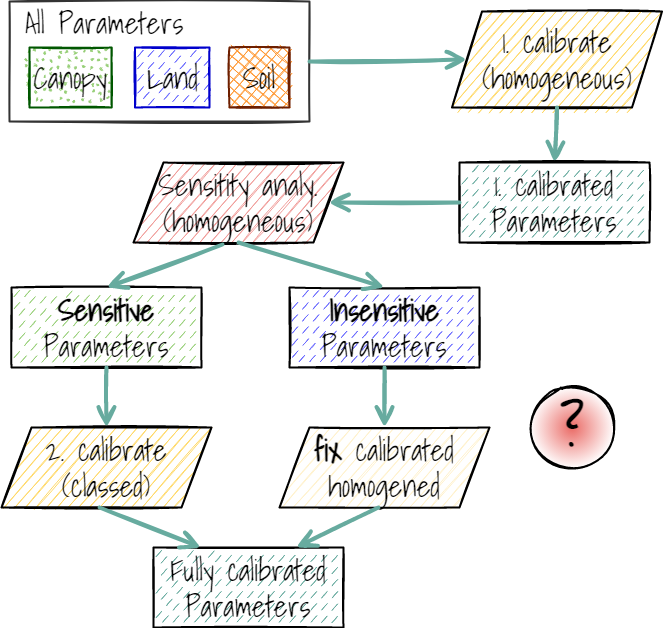 All Parameters
Canopy
Land
Soil
1. calibrate
(homogeneous)
Sensitity analy.
(homogeneous)
1. calibrated
Parameters
Sensitive
Parameters
Insensitive
Parameters
?
2. calibrate
(classed)
fix calibrated
homogened
Fully calibrated
Parameters